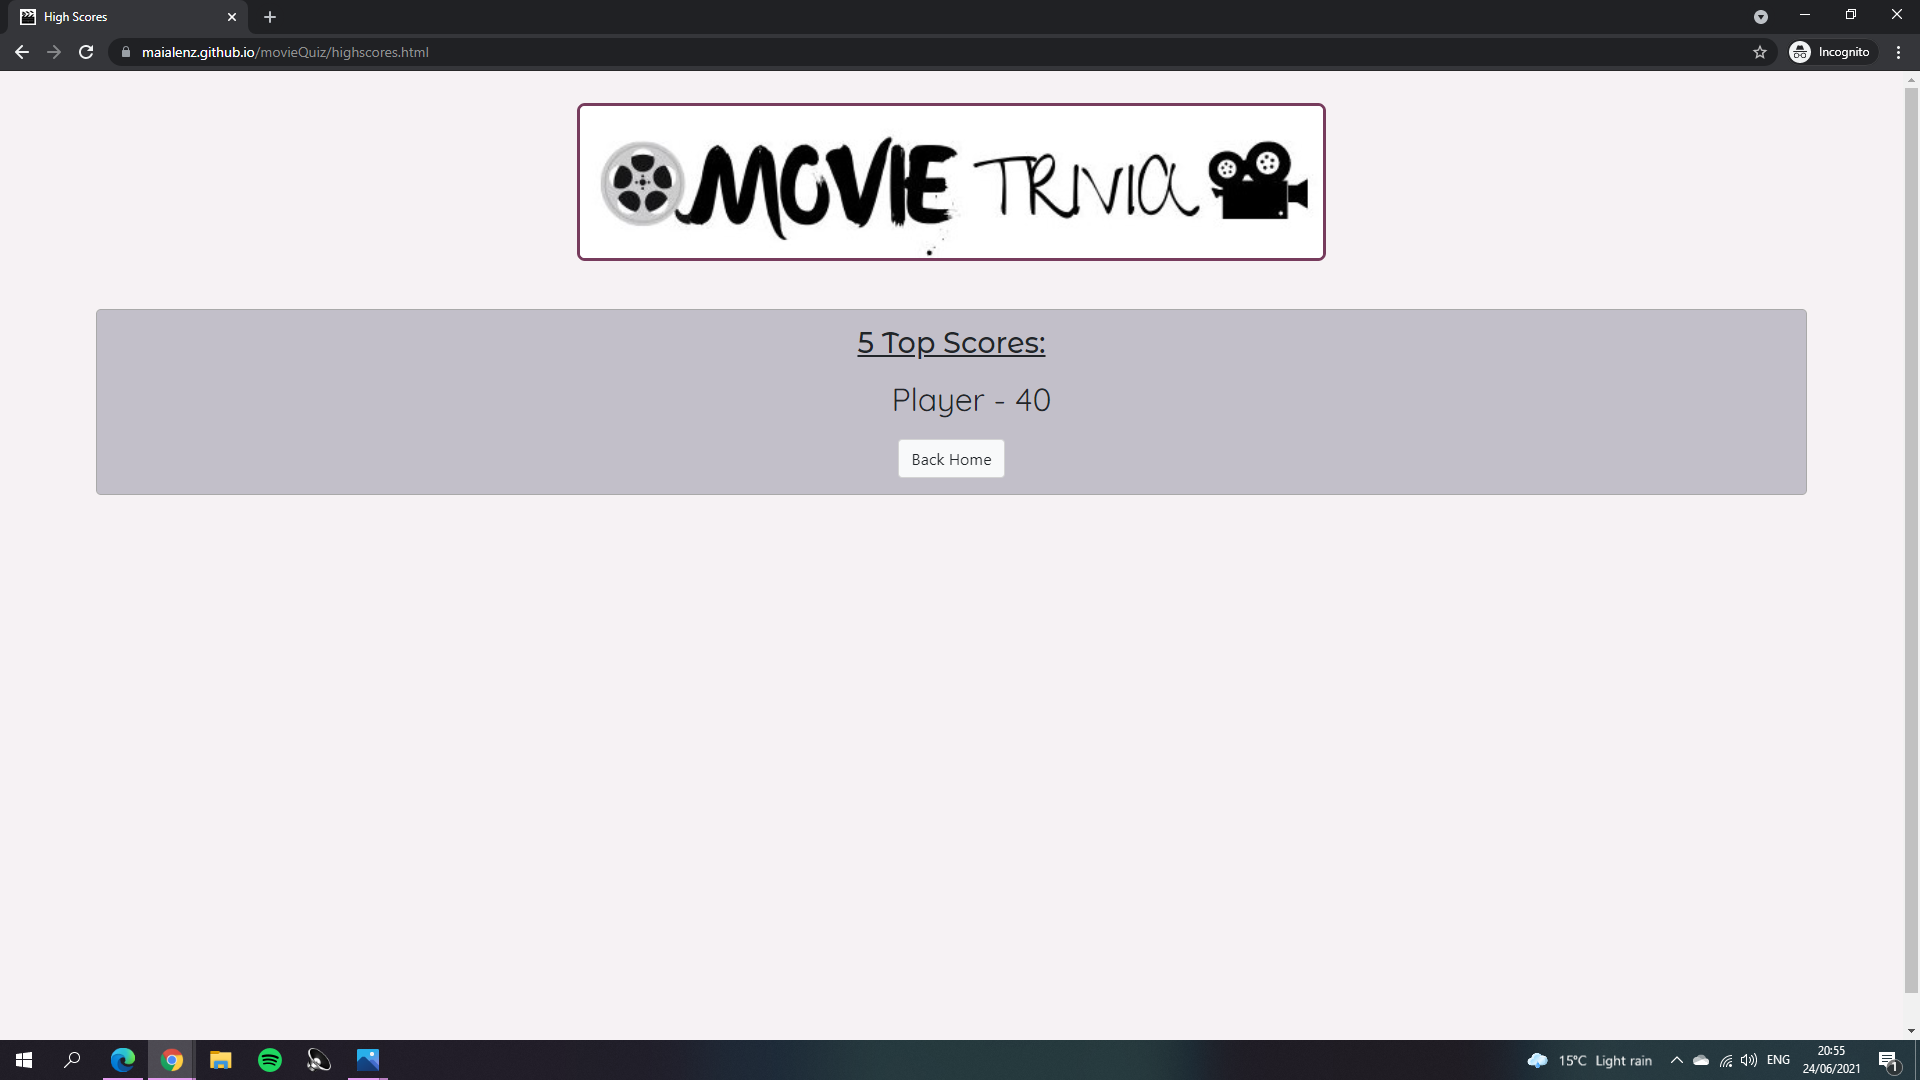 High Scores
maialenz.github.io/movieQuiz/highscores.html
Incognito
MOVIE TRIVIA
5 Top Scores:
Player - 40
Back Home
15°C Light rain
ENG
20:55
24/06/2021
1